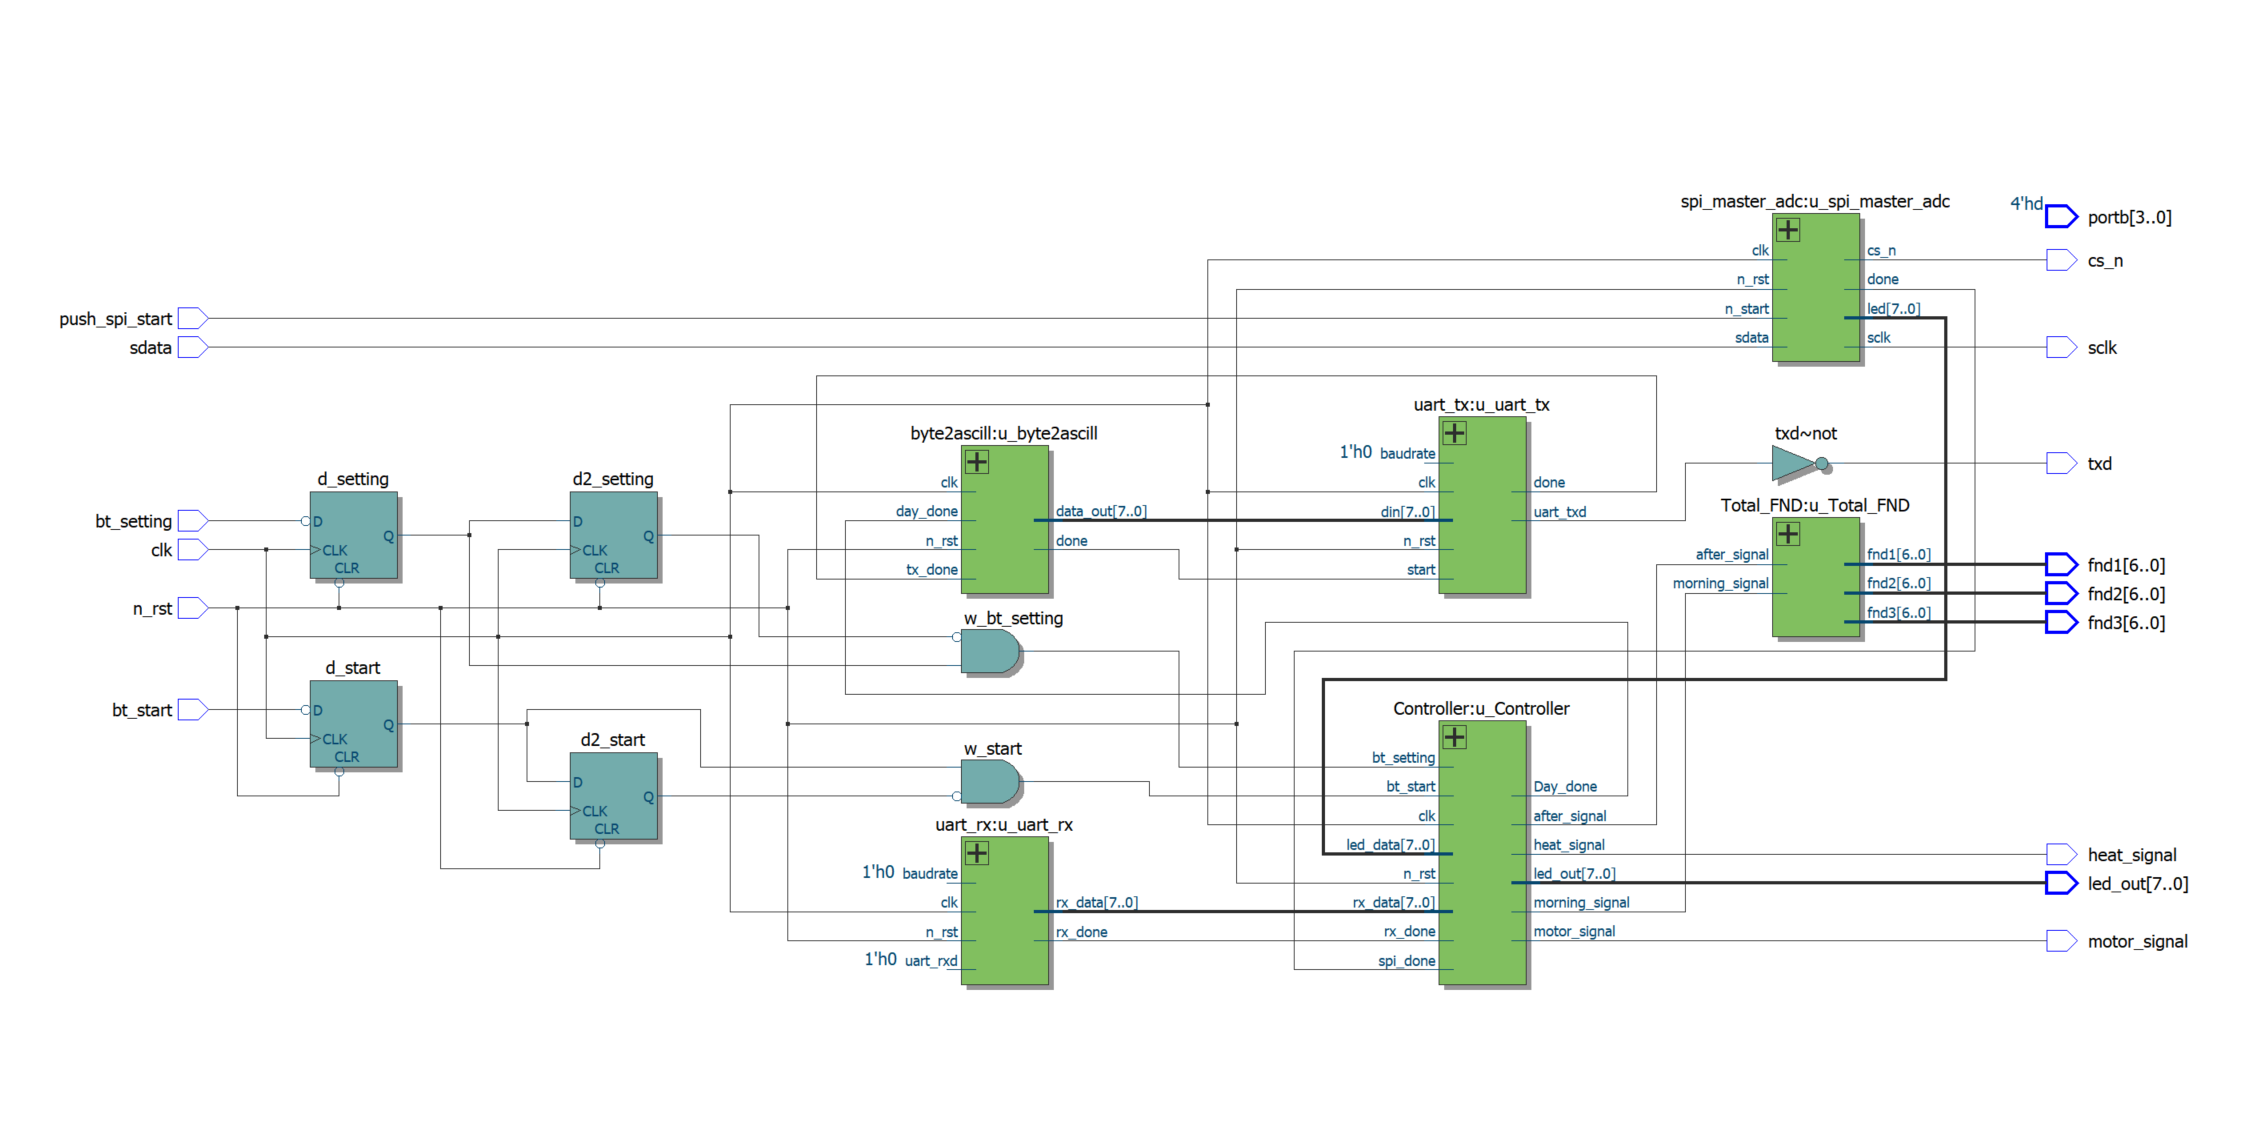 spi_master_adc:u_spi_master_adc
clk
n_rst
n_start
sdata
cs_n
done
led[7..0]
sclk
4'hd
portb[3..0]
cs_n
sclk
push_spi_start
sdata
uart_tx:u_uart_tx
1'h0 baudrate
clk
din[7..0]
n_rst
start
done
uart_txd
txd~not
txd
byte2ascill:u_byte2ascill
clk
day_done
n_rst
tx_done
data_out[7..0]
done
d_setting
D
CLK
CLR
Q
d2_setting
D
CLK
CLR
Q
bt_setting
clk
n_rst
Total_FND:u_Total_FND
after_signal
morning_signal
fnd1[6..0]
fnd2[6..0]
fnd3[6..0]
fnd1[6..0]
fnd2[6..0]
fnd3[6..0]
w_bt_setting
d_start
D
CLK
CLR
Q
bt_start
d2_start
D
CLK
CLR
Q
w_start
uart_rx:u_uart_rx
1'h0 baudrate
clk
n_rst
1'h0 uart_rxd
rx_data[7..0]
rx_done
Controller:u_Controller
bt_setting
bt_start
clk
led_data[7..0]
n_rst
rx_data[7..0]
rx_done
spi_done
Day_done
after_signal
heat_signal
led_out[7..0]
morning_signal
motor_signal
heat_signal
led_out[7..0]
motor_signal